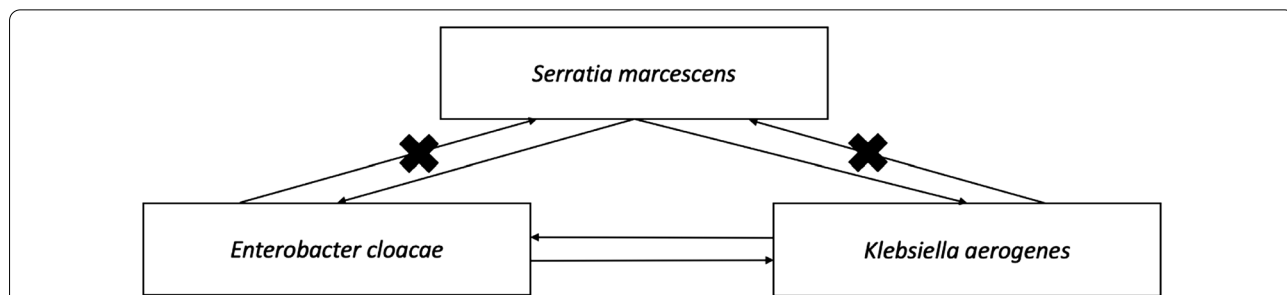 Serratia marcescens
Enterobacter cloacae
Klebsiella aerogenes